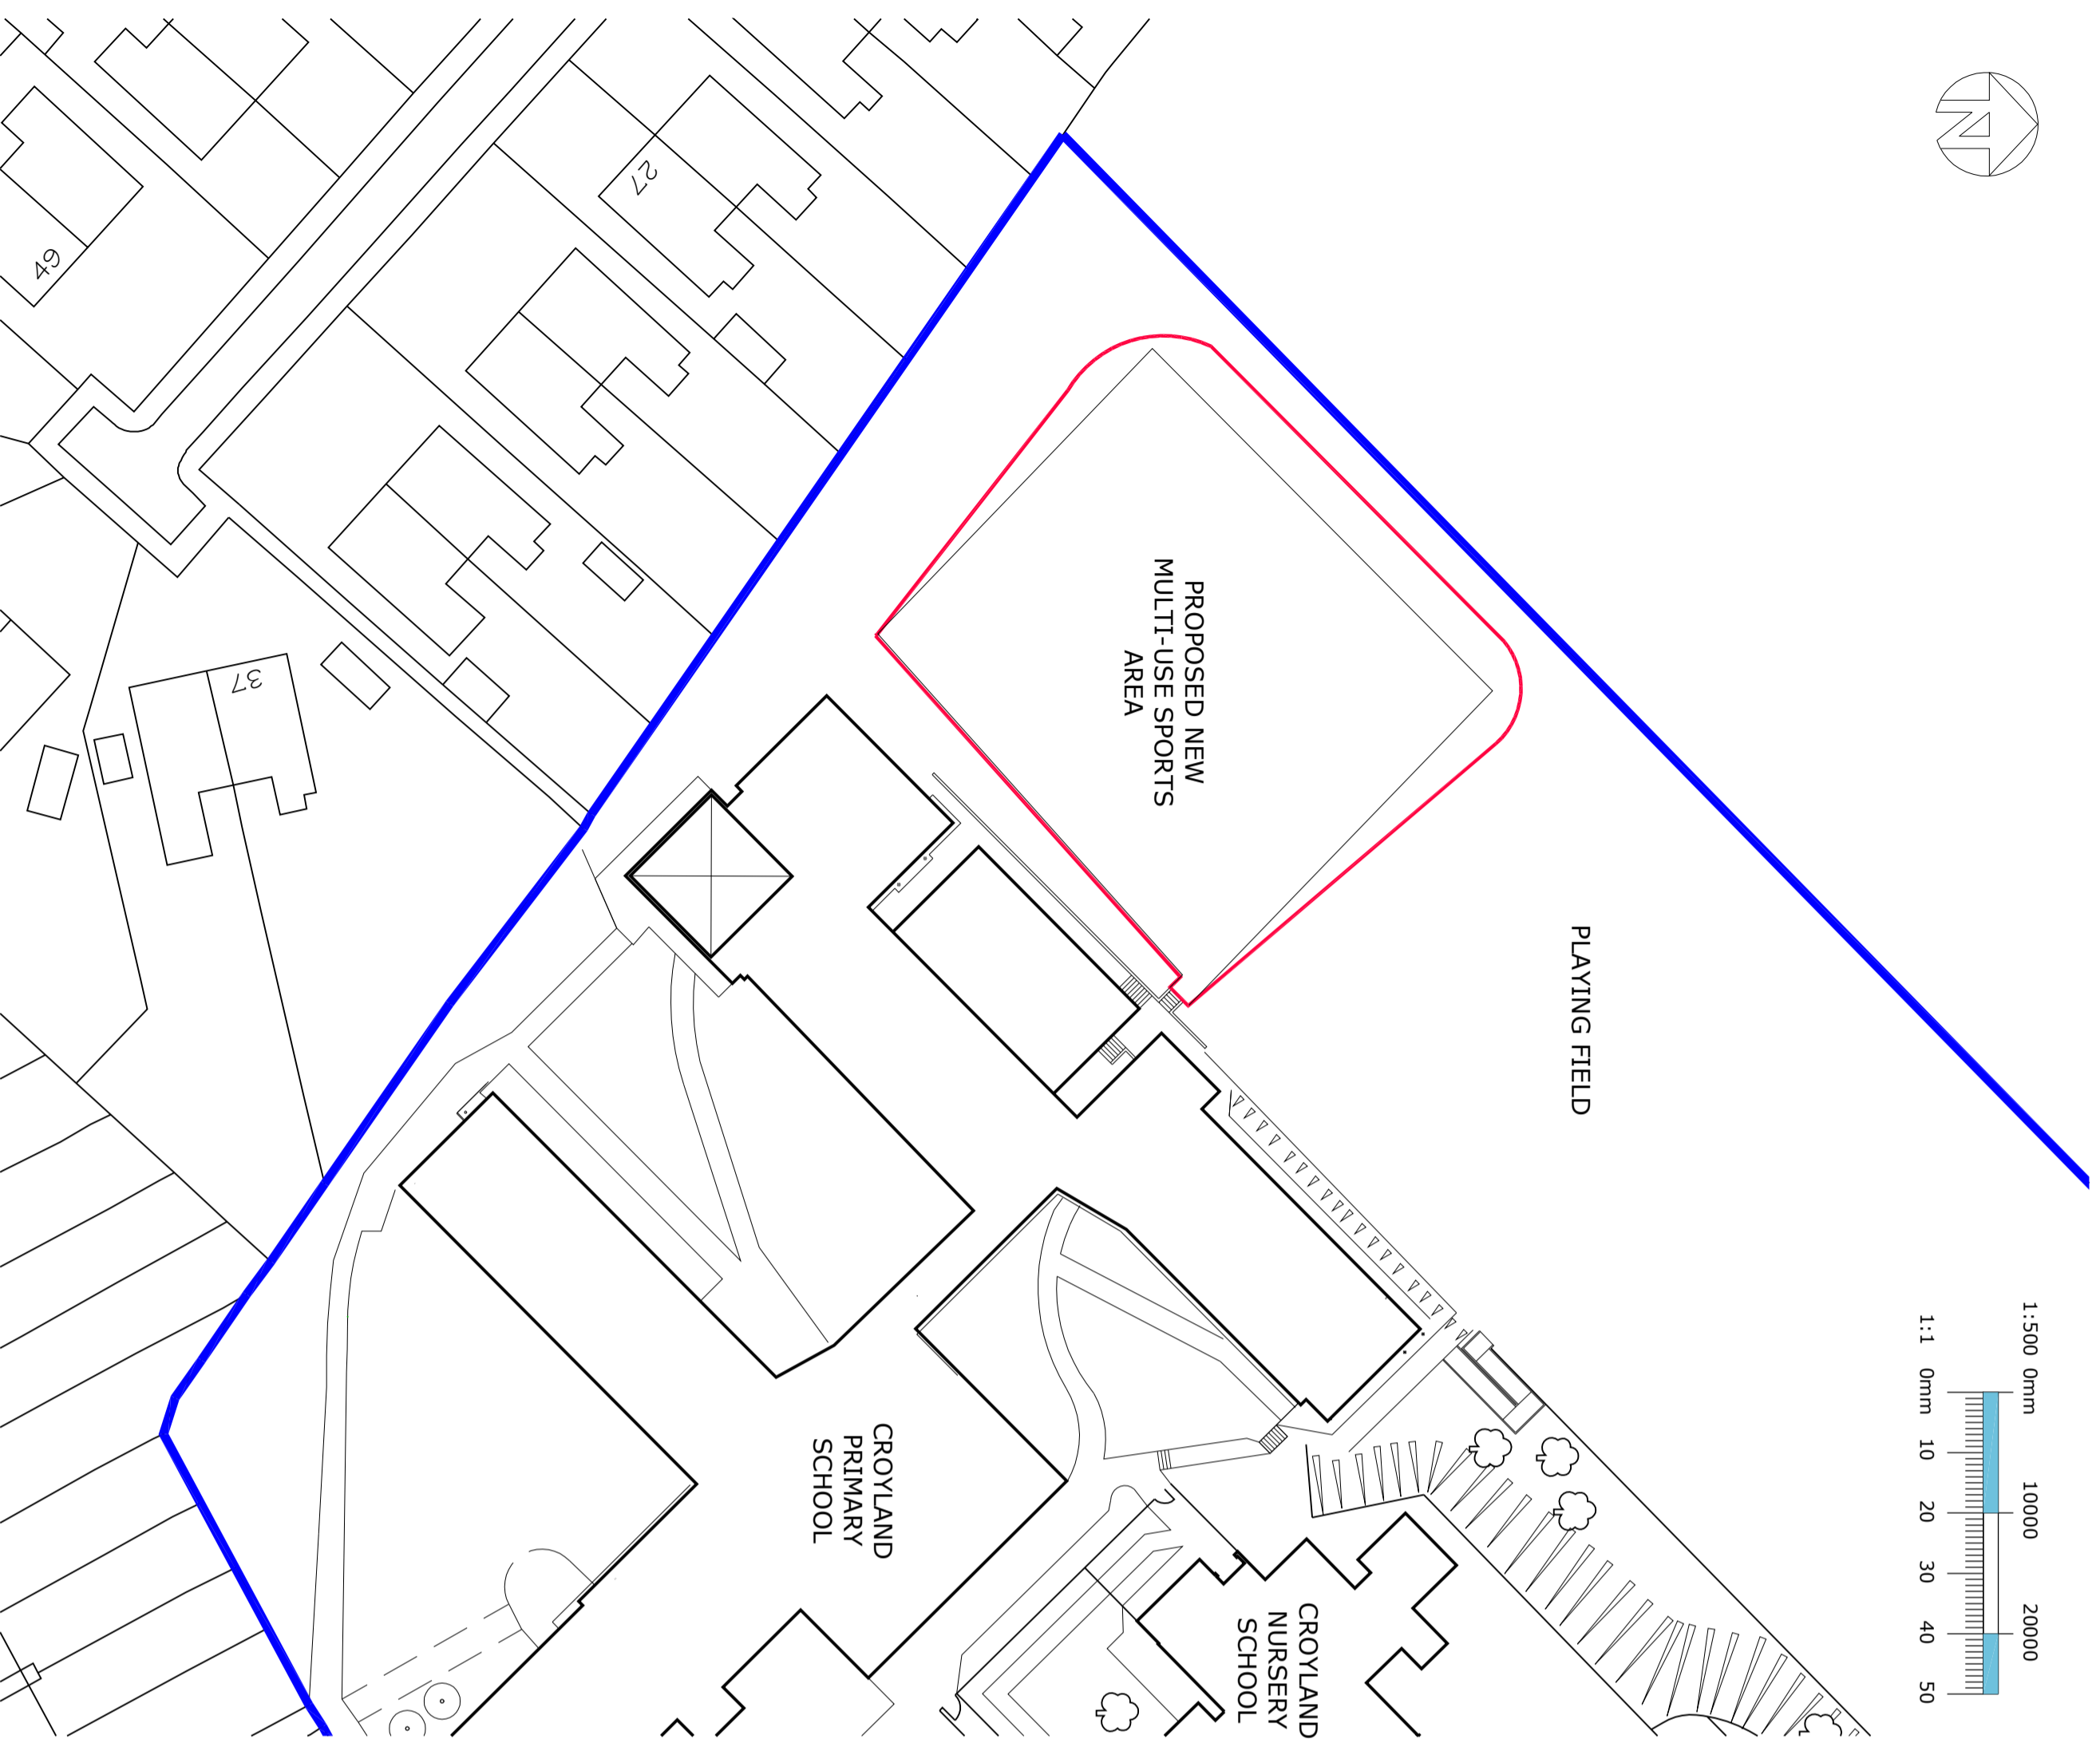 N
27
49
37
PROPOSED NEW
MULTI-USE SPORTS
AREA
PLAYING FIELD
CROYLAND
PRIMARY
SCHOOL
CROYLAND
NURSERY
SCHOOL
1:500 0mm 10000 20000
1:1 0mm 10 20 30 40 50